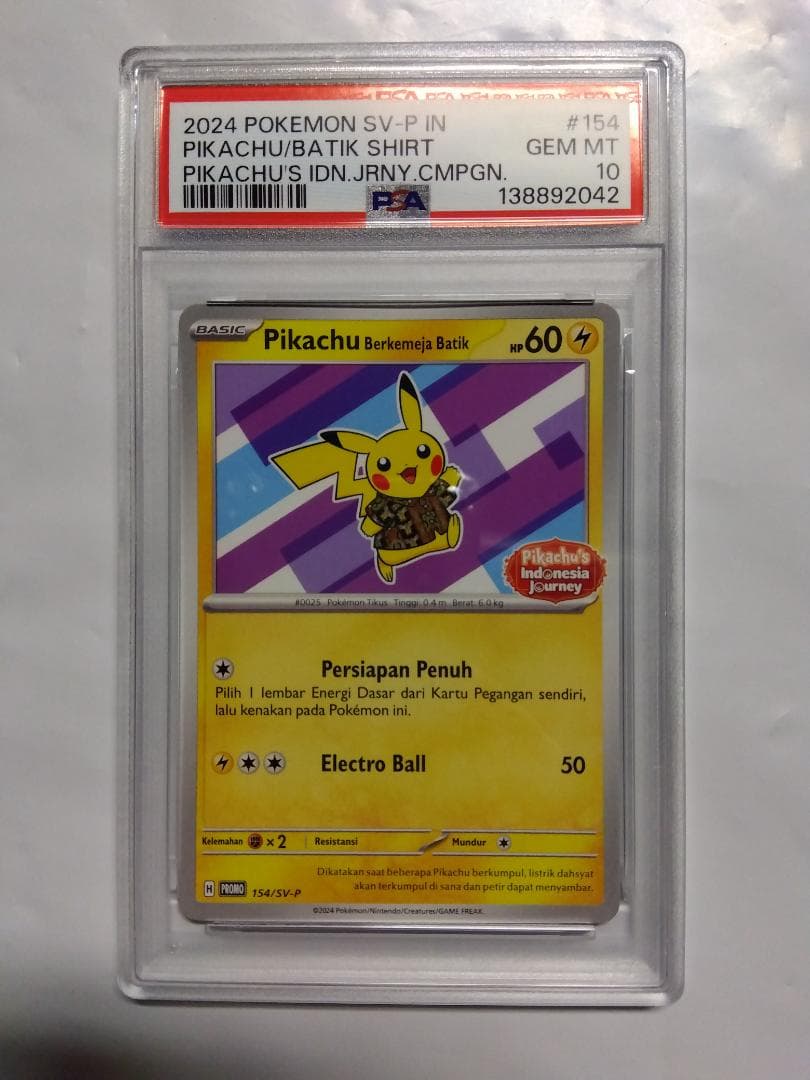 2024 POKEMON SV-P IN #154
PIKACHU/BATIK SHIRT GEM MT
PIKACHU'S IDN.JRNY.CMPGN. 10
PSA 138892042
BASIC Pikachu Berkemeja Batik HP 60
Pikachu's
Indonesia
Journey
#0025 Pokémon Tikus Tinggi: 0.4 m Berat: 6.0 kg
Persiapan Penuh
Pilih 1 lembar Energi Dasar dari Kartu Pegangan sendiri,
lalu kenakan pada Pokémon ini.
Electro Ball 50
Kelemahan ×2 Resistansi Mundur
Dikatakan saat beberapa Pikachu berkumpul, listrik dahsyat
akan terkumpul di sana dan petir dapat menyambar.
H PROMO 154/SV-P
©2024 Pokémon/Nintendo/Creatures/GAME FREAK.